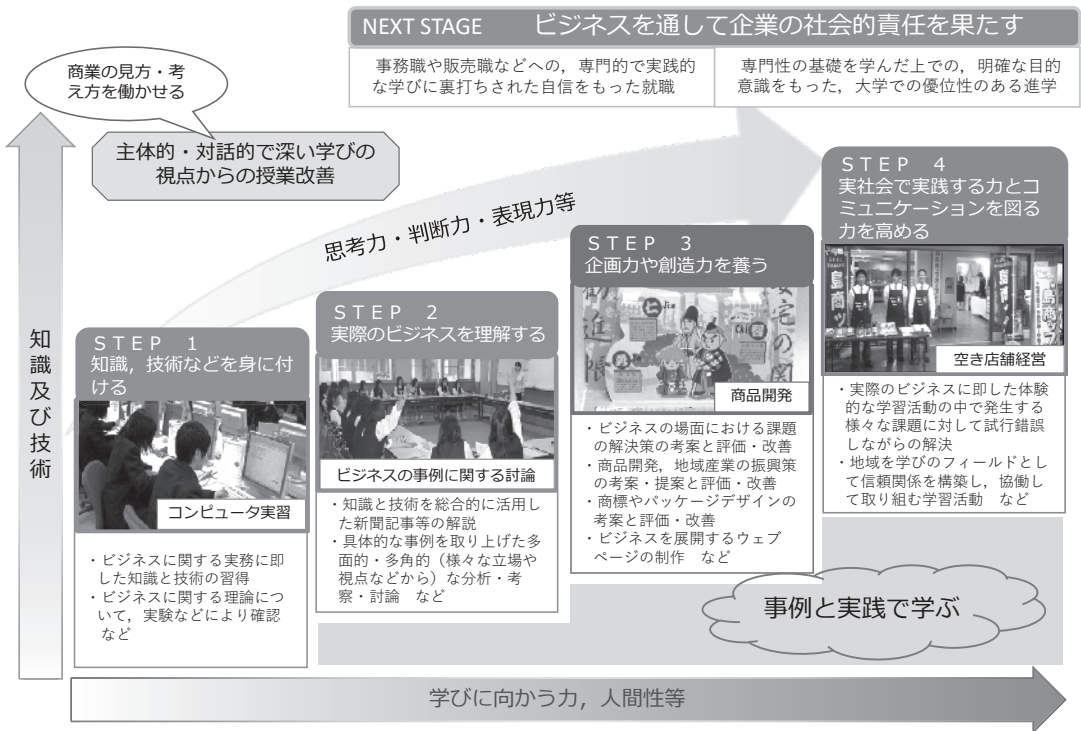 NEXT STAGE ビジネスを通して企業の社会的責任を果たす
事務職や販売職などへの，専門的で実践的
な学びに裏打ちされた自信をもった就職
専門性の基礎を学んだ上での，明確な目的
意識をもった，大学での優位性のある進学
商業の見方・考
え方を働かせる
主体的・対話的で深い学びの
視点からの授業改善
思考力・判断力・表現力等
知識及び技術
ＳＴＥＰ １
知識，技術などを身に付
ける
コンピュータ実習
・ビジネスに関する実務に即
した知識と技術の習得
・ビジネスに関する理論につ
いて，実験などにより確認
など
ＳＴＥＰ ２
実際のビジネスを理解する
ビジネスの事例に関する討論
・知識と技術を総合的に活用し
た新聞記事等の解説
・具体的な事例を取り上げた多
面的・多角的（様々な立場や
視点などから）な分析・考
察・討論 など
ＳＴＥＰ ３
企画力や創造力を養う
商品開発
・ビジネスの場面における課題
の解決策の考案と評価・改善
・商品開発，地域産業の振興策
の考案・提案と評価・改善
・商標やパッケージデザインの
考案と評価・改善
・ビジネスを展開するウェブ
ページの制作 など
ＳＴＥＰ ４
実社会で実践する力とコ
ミュニケーションを図る
力を高める
空き店舗経営
・実際のビジネスに即した体験
的な学習活動の中で発生する
様々な課題に対して試行錯誤
しながらの解決
・地域を学びのフィールドとし
て信頼関係を構築し，協働し
て取り組む学習活動 など
事例と実践で学ぶ
学びに向かう力，人間性等